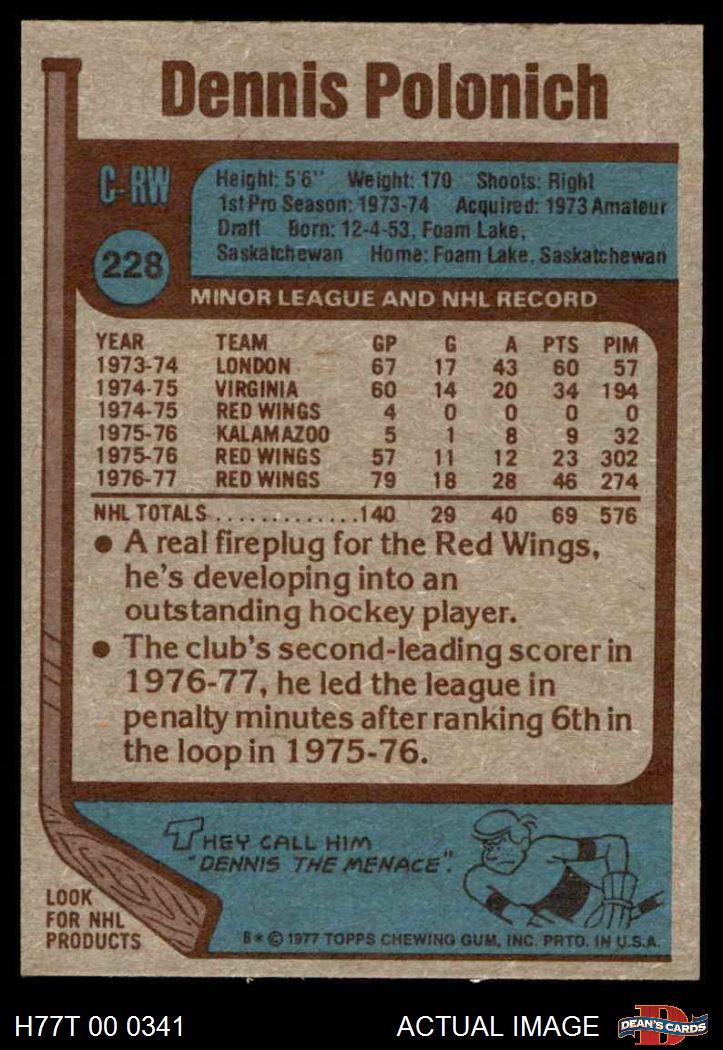 Dennis Polonich
C-RW
228
Height: 5'6" Weight: 170 Shoots: Right
1st Pro Season: 1973-74 Acquired: 1973 Amateur
Draft Born: 12-4-53, Foam Lake,
Saskatchewan Home: Foam Lake, Saskatchewan
MINOR LEAGUE AND NHL RECORD
YEAR TEAM GP G A PTS PIM
1973-74 LONDON 67 17 43 60 57
1974-75 VIRGINIA 60 14 20 34 194
1974-75 RED WINGS 4 0 0 0 0
1975-76 KALAMAZOO 5 1 8 9 32
1975-76 RED WINGS 57 11 12 23 302
1976-77 RED WINGS 79 18 28 46 274
NHL TOTALS.............140 29 40 69 576
● A real fireplug for the Red Wings,
he's developing into an
outstanding hockey player.
● The club's second-leading scorer in
1976-77, he led the league in
penalty minutes after ranking 6th in
the loop in 1975-76.
THEY CALL HIM
"DENNIS THE MENACE".
LOOK
FOR NHL
PRODUCTS
B * © 1977 TOPPS CHEWING GUM, INC. PRTD. IN U.S.A.
H77T 00 0341 ACTUAL IMAGE
D
DEAN'S CARDS